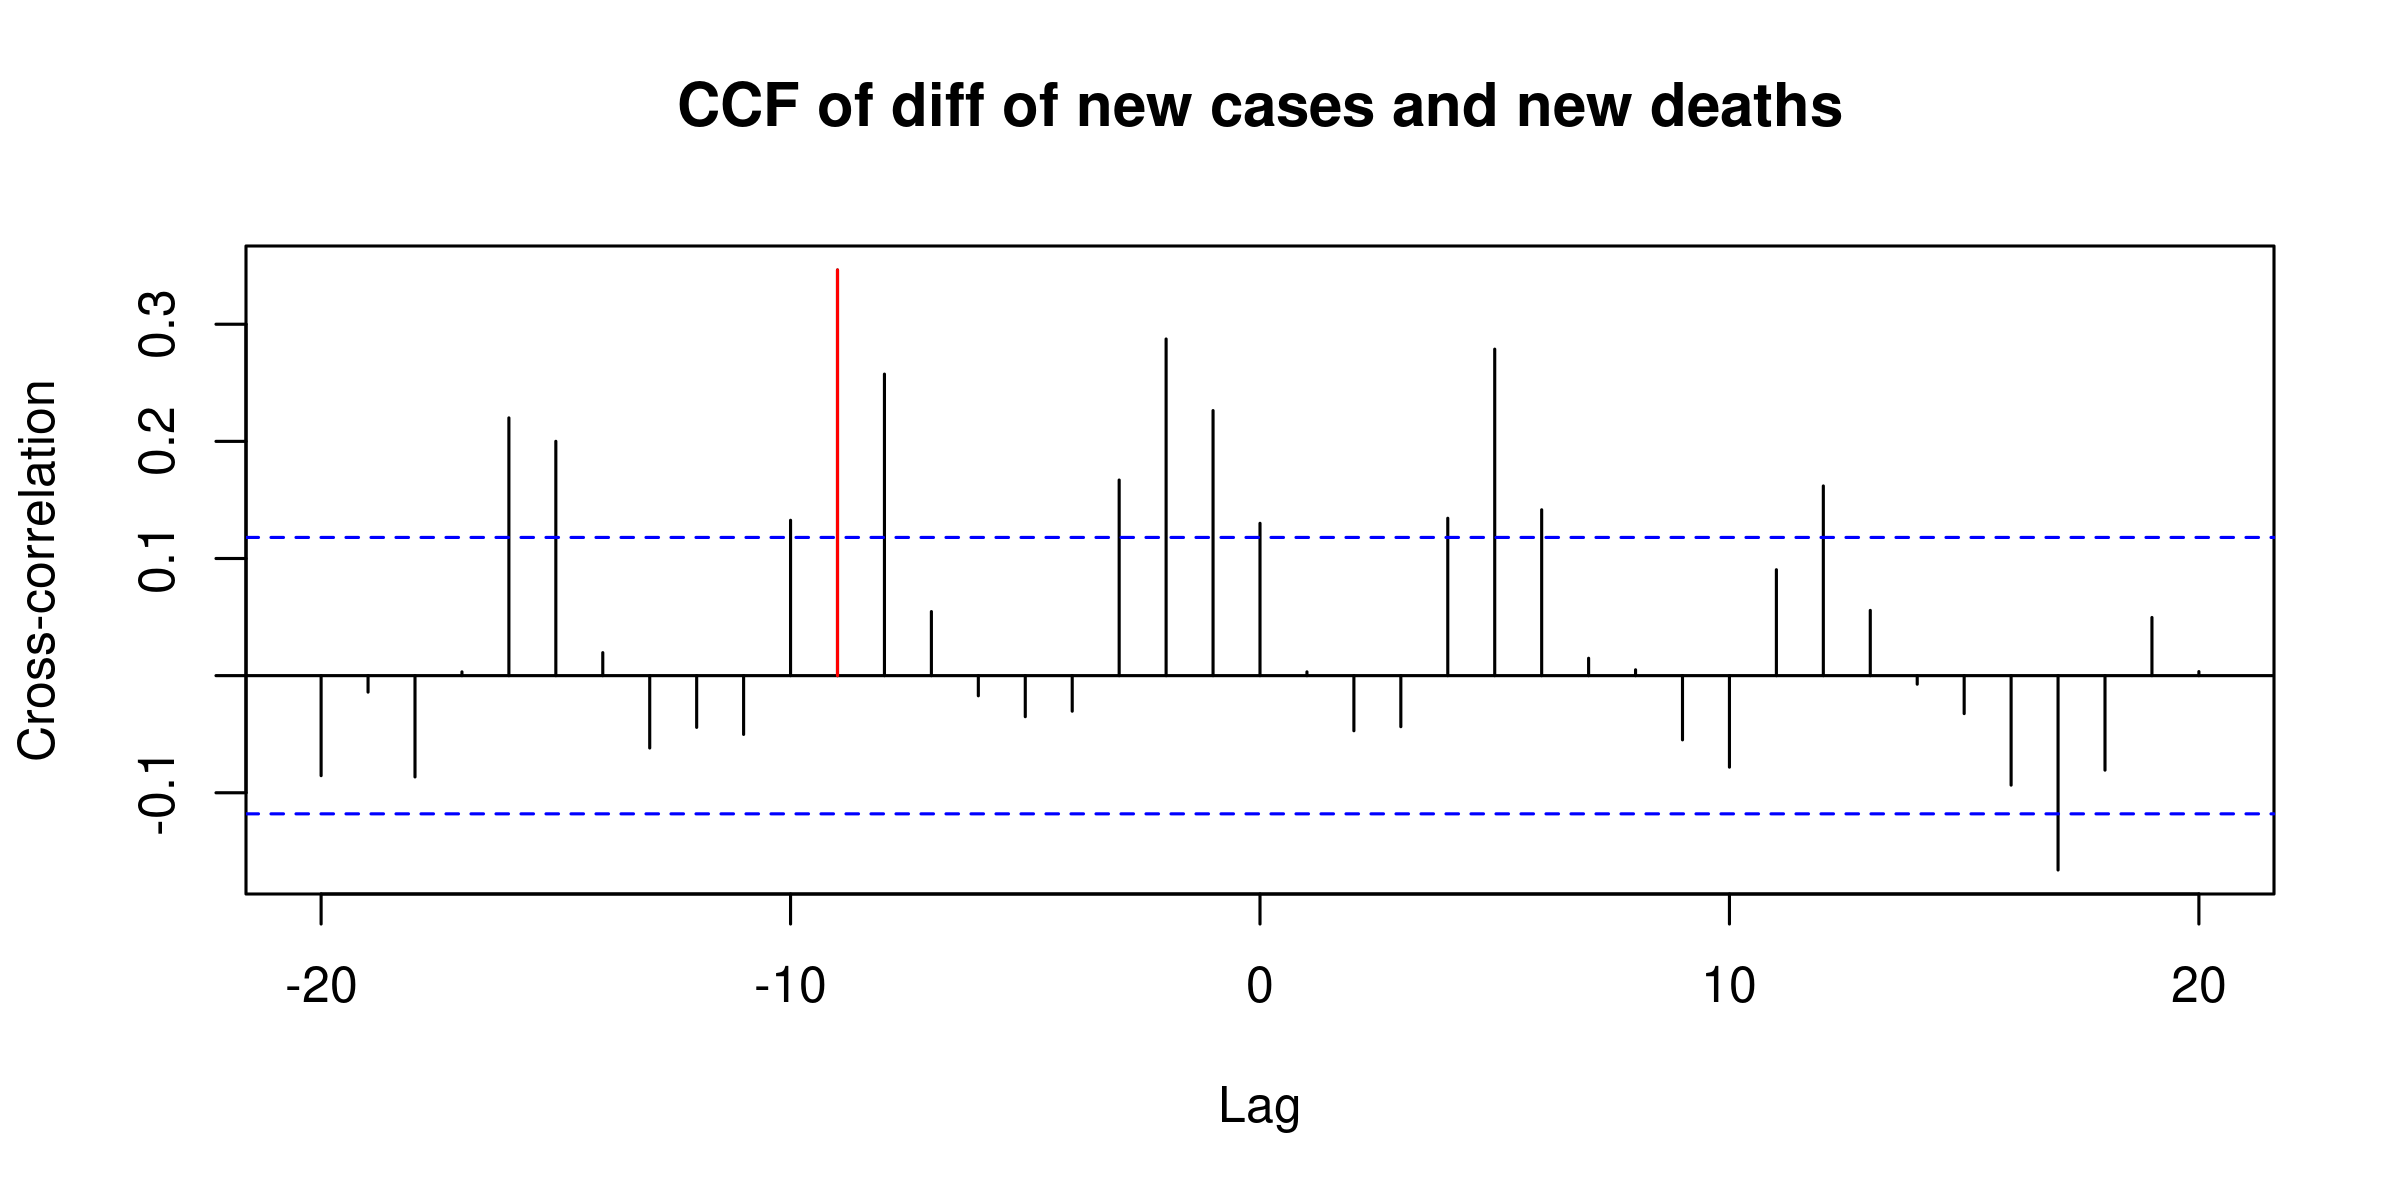 CCF of diff of new cases and new deaths
Cross-correlation
0.3
0.2
0.1
-0.1
-20 -10 0 10 20
Lag